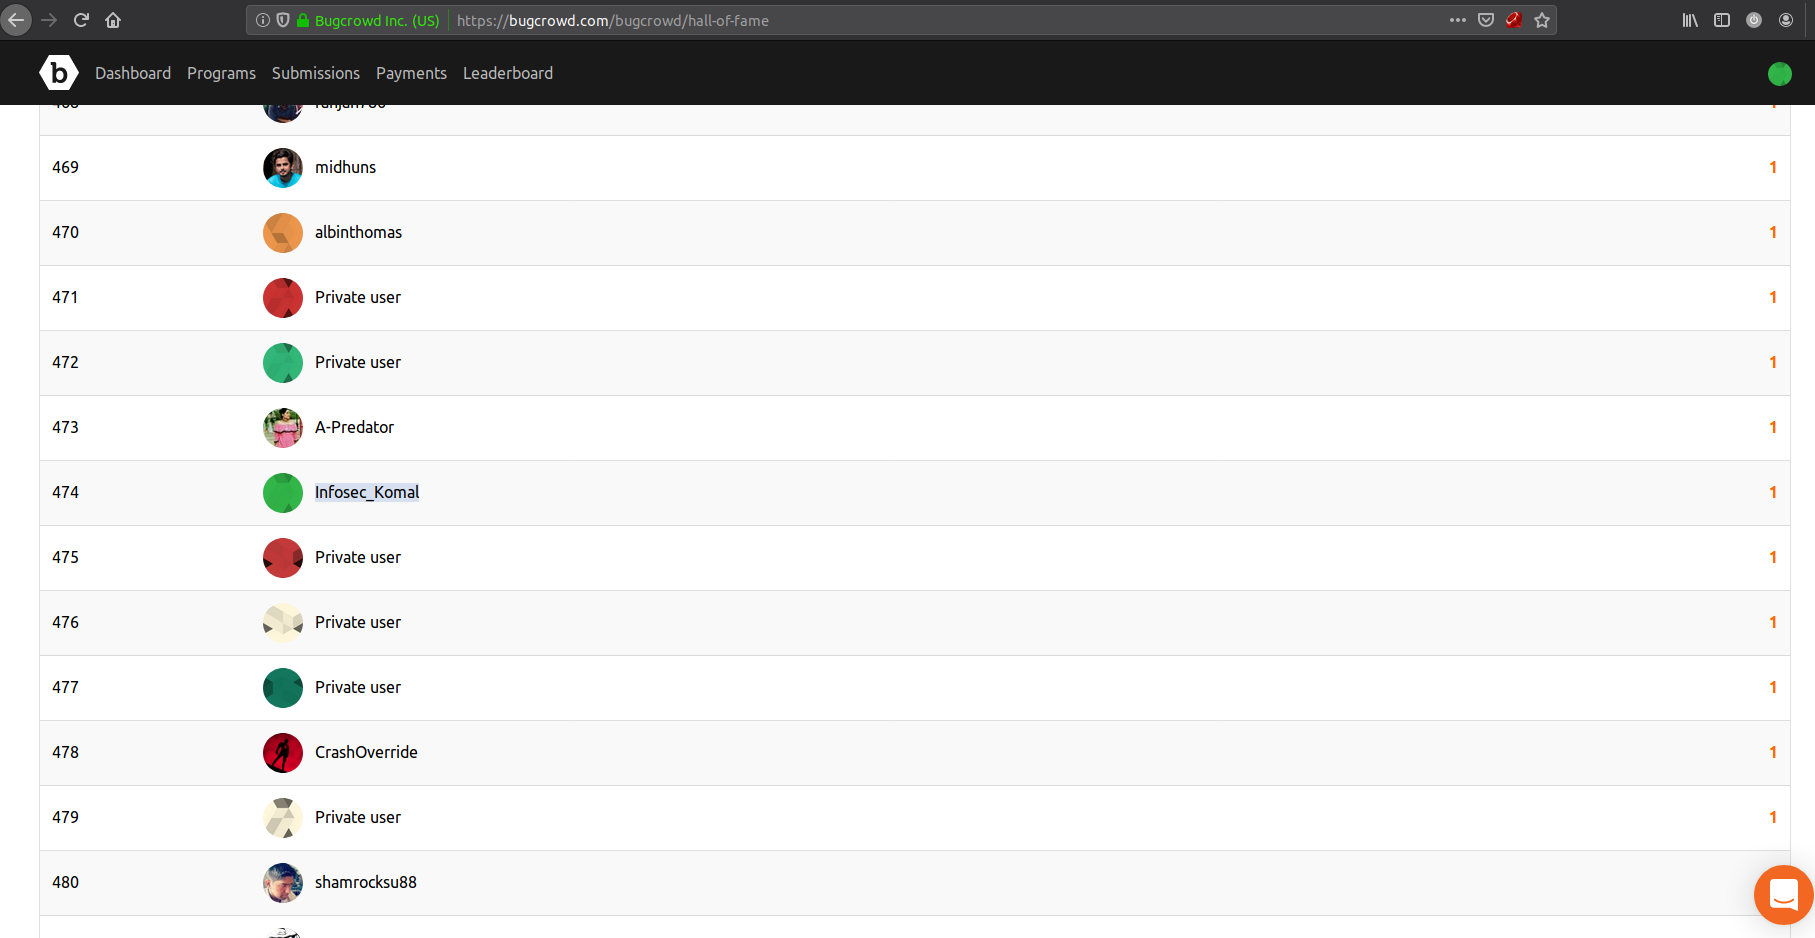 Bugcrowd Inc. (US) https://bugcrowd.com/bugcrowd/hall-of-fame
b Dashboard Programs Submissions Payments Leaderboard
469 midhuns 1
470 albinthomas 1
471 Private user 1
472 Private user 1
473 A-Predator 1
474 Infosec_Komal 1
475 Private user 1
476 Private user 1
477 Private user 1
478 CrashOverride 1
479 Private user 1
480 shamrocksu88